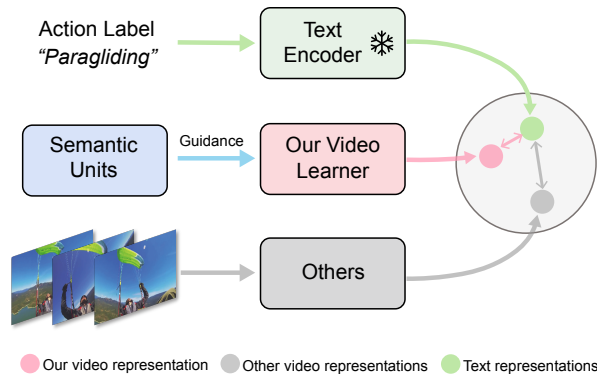 Action Label
“Paragliding”
Text
Encoder
Semantic
Units
Guidance
Our Video
Learner
Others
Our video representation
Other video representations
Text representations